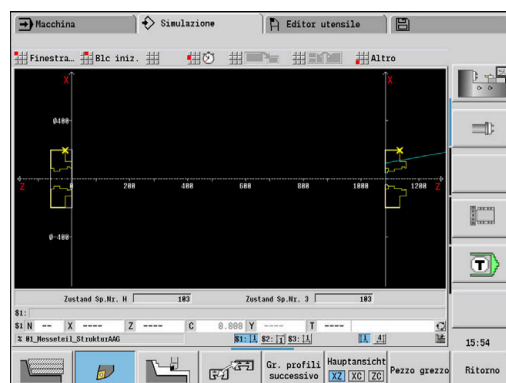 Macchina
Simulazione
Editor utensile
Finestra… Blc iniz. Altro
X X
Ø400
Z 0 200 400 600 800 1000 1200 Z
Ø-400
Zustand Sp.Nr. H 103 Zustand Sp.Nr. 3 103
$1:
$1 N -- X ---- Z ---- C 0.000 Y ---- T ----
% 01_Messeteil_StrukturAAG $1: $2: $3:
T
15:54
Gr. profili
successivo
Hauptansicht
XZ XC ZC
Pezzo grezzo
Ritorno